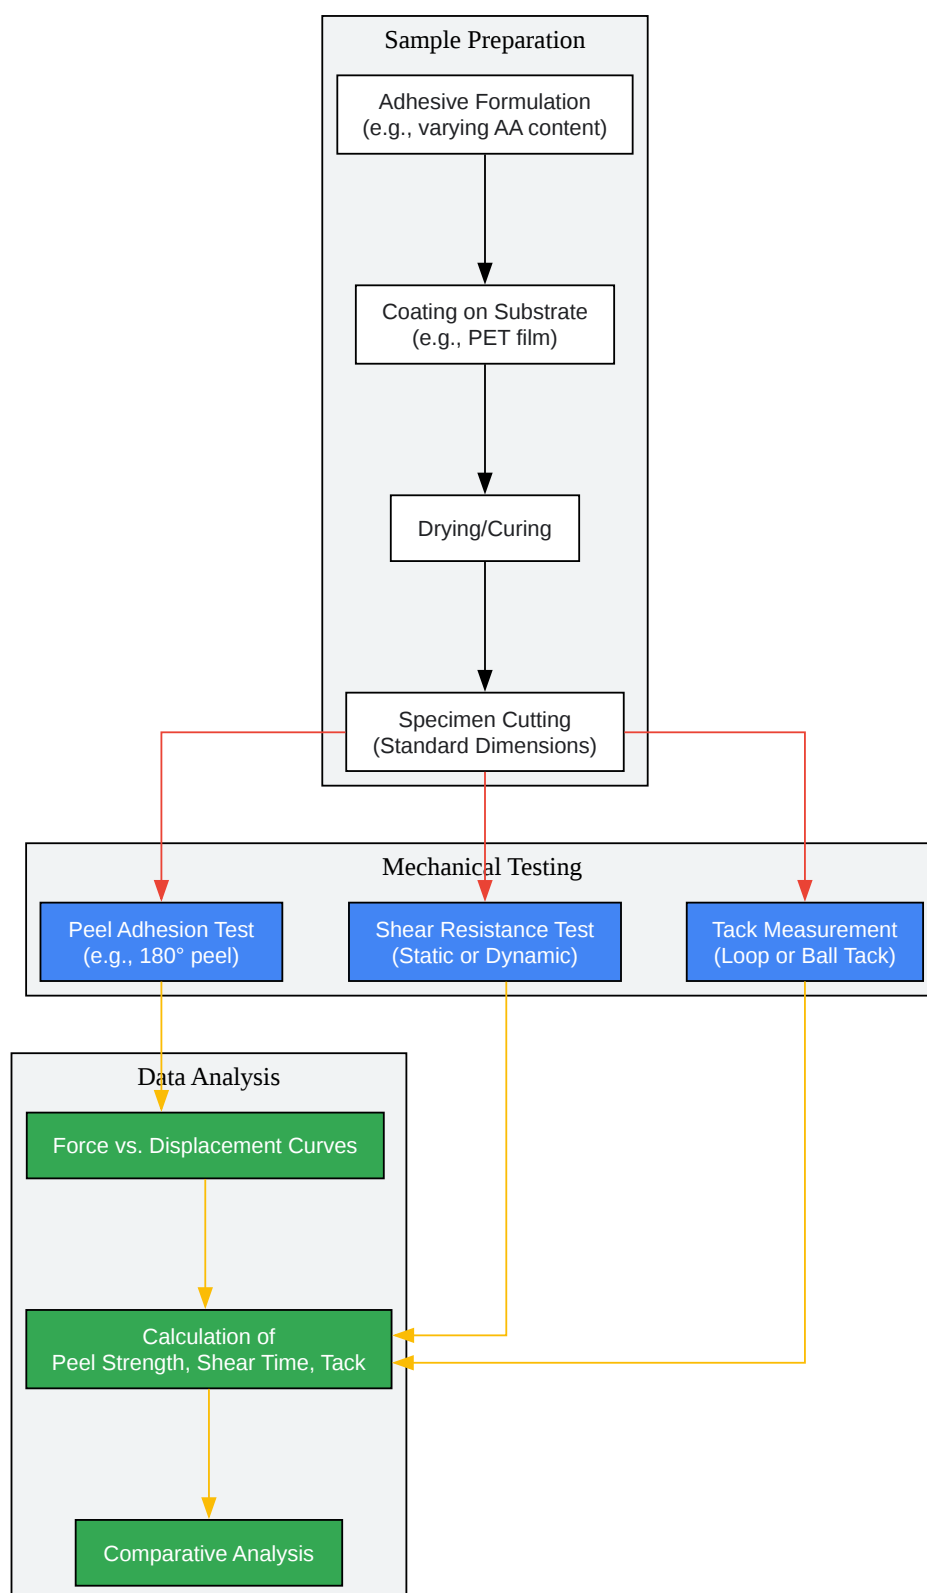 Sample Preparation
Adhesive Formulation
(e.g., varying AA content)
Coating on Substrate
(e.g., PET film)
Drying/Curing
Specimen Cutting
(Standard Dimensions)
Mechanical Testing
Peel Adhesion Test
(e.g., 180° peel)
Shear Resistance Test
(Static or Dynamic)
Tack Measurement
(Loop or Ball Tack)
Data Analysis
Force vs. Displacement Curves
Calculation of
Peel Strength, Shear Time, Tack
Comparative Analysis